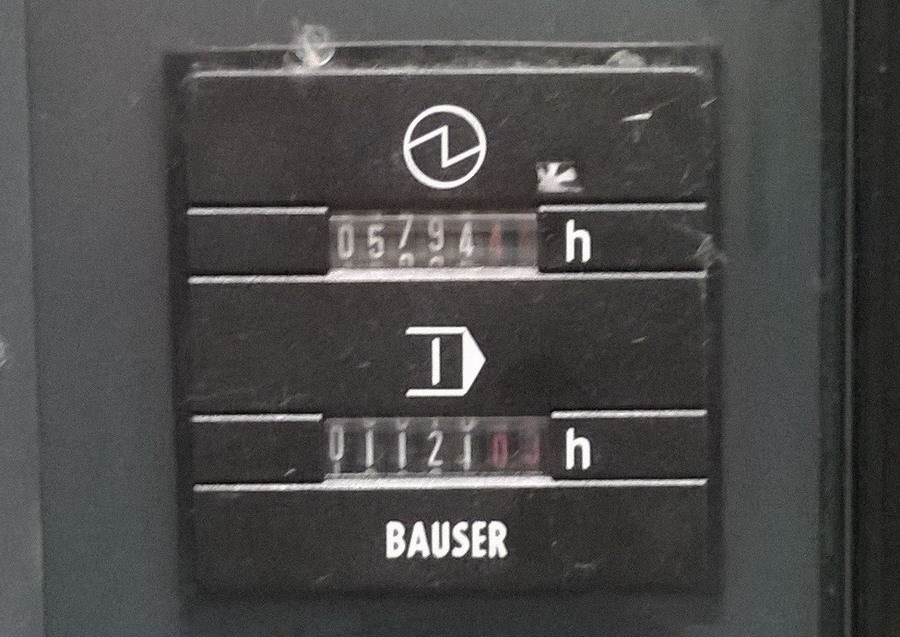 05794 h
01121 h
BAUSER